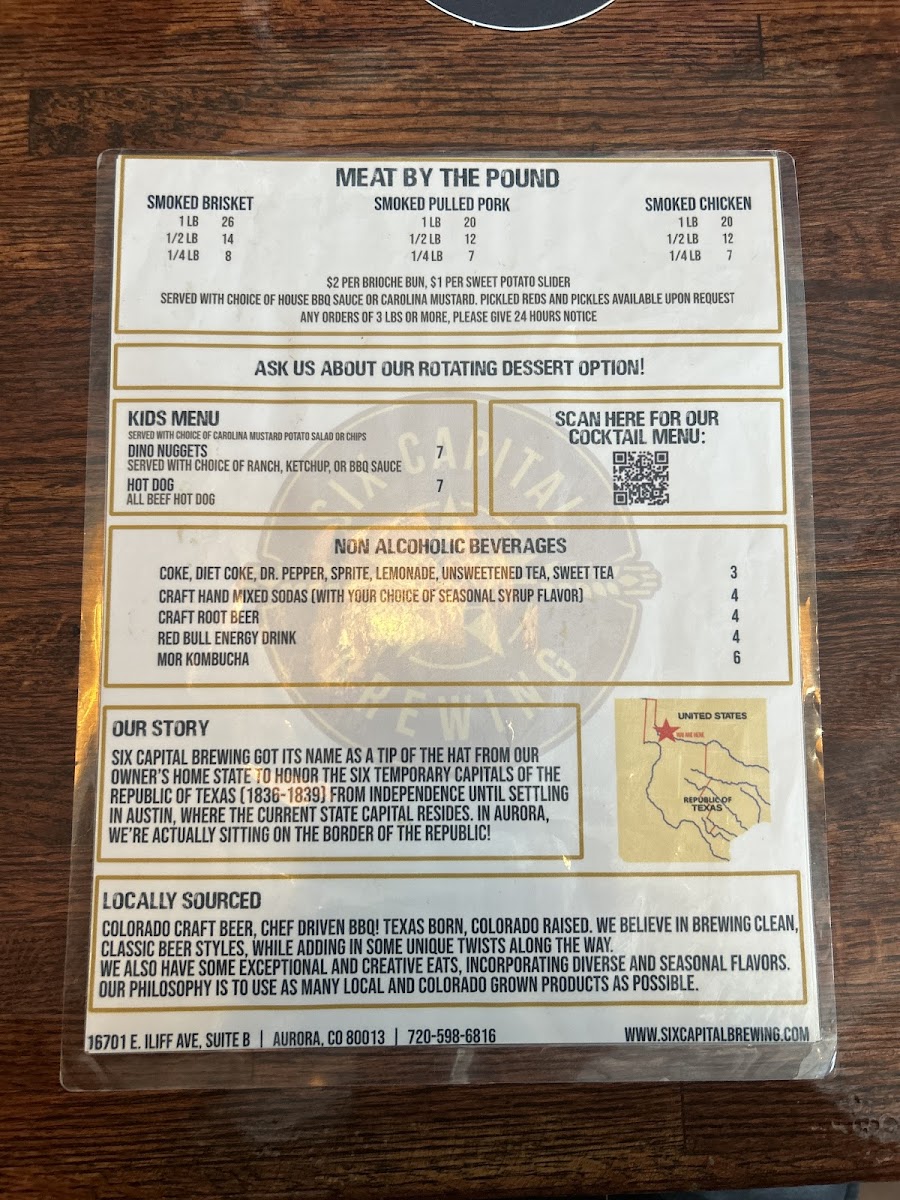 MEAT BY THE POUND
SMOKED BRISKET
1 LB 26
1/2 LB 14
1/4 LB 8
SMOKED PULLED PORK
1 LB 20
1/2 LB 12
1/4 LB 7
SMOKED CHICKEN
1 LB 20
1/2 LB 12
1/4 LB 7
$2 PER BRIOCHE BUN, $1 PER SWEET POTATO SLIDER
SERVED WITH CHOICE OF HOUSE BBQ SAUCE OR CAROLINA MUSTARD. PICKLED REDS AND PICKLES AVAILABLE UPON REQUEST
ANY ORDERS OF 3 LBS OR MORE, PLEASE GIVE 24 HOURS NOTICE
ASK US ABOUT OUR ROTATING DESSERT OPTION!
KIDS MENU
SERVED WITH CHOICE OF CAROLINA MUSTARD POTATO SALAD OR CHIPS
DINO NUGGETS 7
SERVED WITH CHOICE OF RANCH, KETCHUP, OR BBQ SAUCE
HOT DOG 7
ALL BEEF HOT DOG
SCAN HERE FOR OUR
COCKTAIL MENU:
SIX CAPITAL
BREWING
NON ALCOHOLIC BEVERAGES
COKE, DIET COKE, DR. PEPPER, SPRITE, LEMONADE, UNSWEETENED TEA, SWEET TEA 3
CRAFT HAND MIXED SODAS (WITH YOUR CHOICE OF SEASONAL SYRUP FLAVOR) 4
CRAFT ROOT BEER 4
RED BULL ENERGY DRINK 4
MOR KOMBUCHA 6
OUR STORY
SIX CAPITAL BREWING GOT ITS NAME AS A TIP OF THE HAT FROM OUR
OWNER'S HOME STATE TO HONOR THE SIX TEMPORARY CAPITALS OF THE
REPUBLIC OF TEXAS (1836-1839) FROM INDEPENDENCE UNTIL SETTLING
IN AUSTIN, WHERE THE CURRENT STATE CAPITAL RESIDES. IN AURORA,
WE'RE ACTUALLY SITTING ON THE BORDER OF THE REPUBLIC!
UNITED STATES
YOU ARE HERE
REPUBLIC OF
TEXAS
LOCALLY SOURCED
COLORADO CRAFT BEER, CHEF DRIVEN BBQ! TEXAS BORN, COLORADO RAISED. WE BELIEVE IN BREWING CLEAN,
CLASSIC BEER STYLES, WHILE ADDING IN SOME UNIQUE TWISTS ALONG THE WAY.
WE ALSO HAVE SOME EXCEPTIONAL AND CREATIVE EATS, INCORPORATING DIVERSE AND SEASONAL FLAVORS.
OUR PHILOSOPHY IS TO USE AS MANY LOCAL AND COLORADO GROWN PRODUCTS AS POSSIBLE.
16701 E. ILIFF AVE, SUITE B | AURORA, CO 80013 | 720-598-6816
WWW.SIXCAPITALBREWING.COM